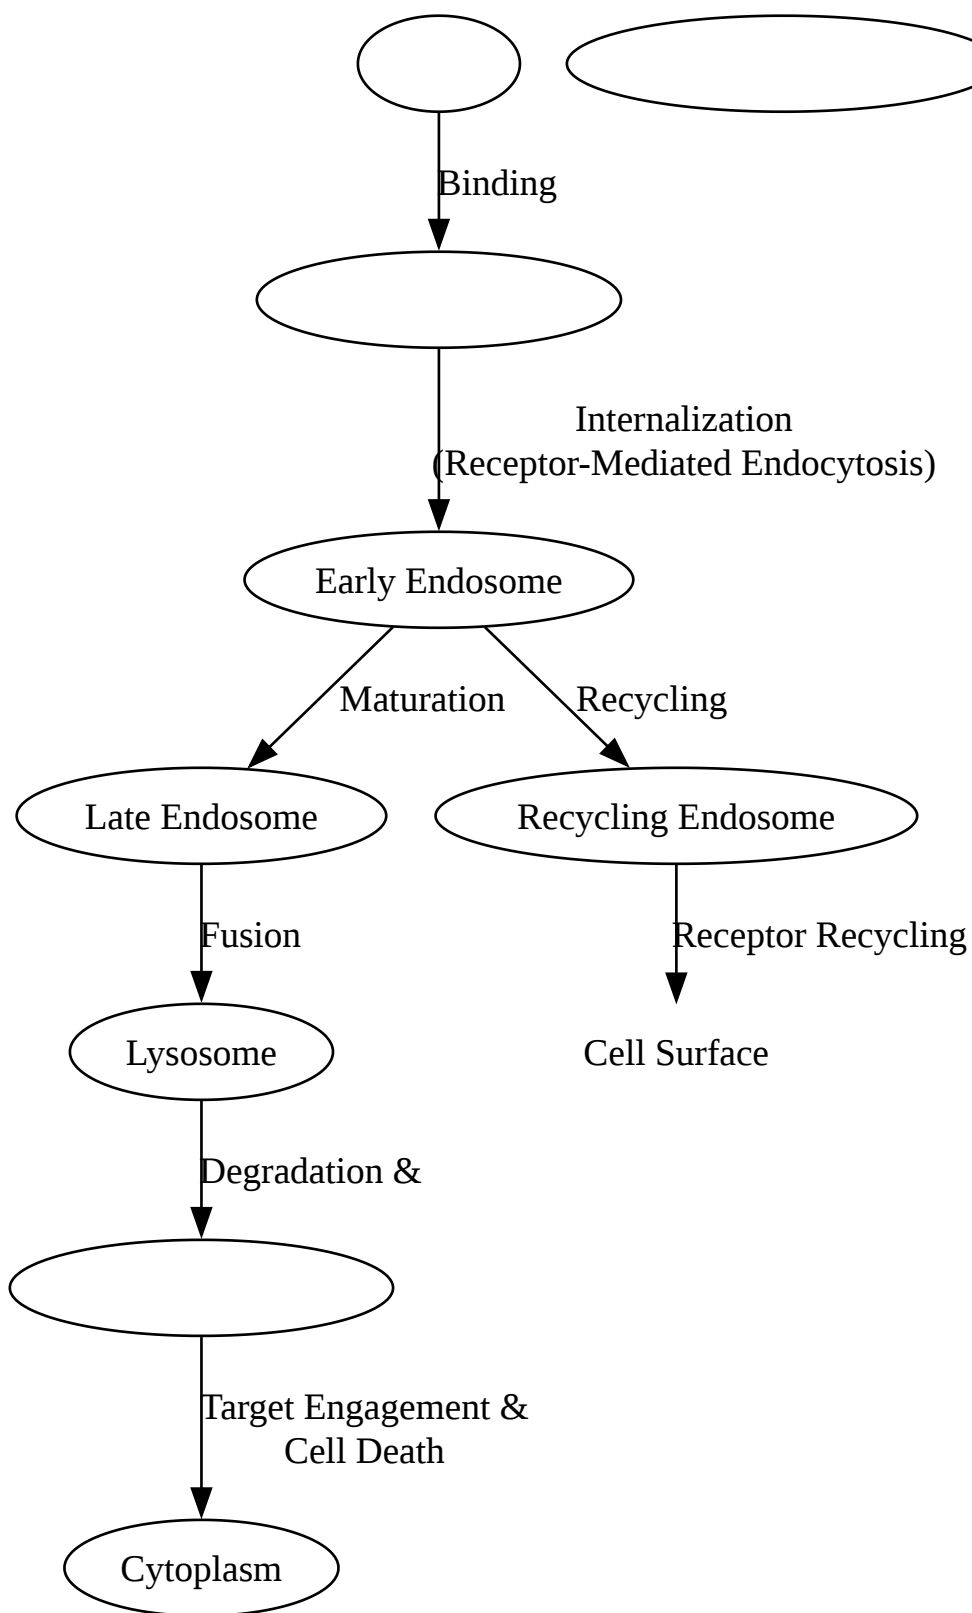 Binding
Internalization
(Receptor-Mediated Endocytosis)
Early Endosome
Maturation
Recycling
Late Endosome
Recycling Endosome
Fusion
Receptor Recycling
Lysosome
Cell Surface
Degradation &
Target Engagement &
Cell Death
Cytoplasm